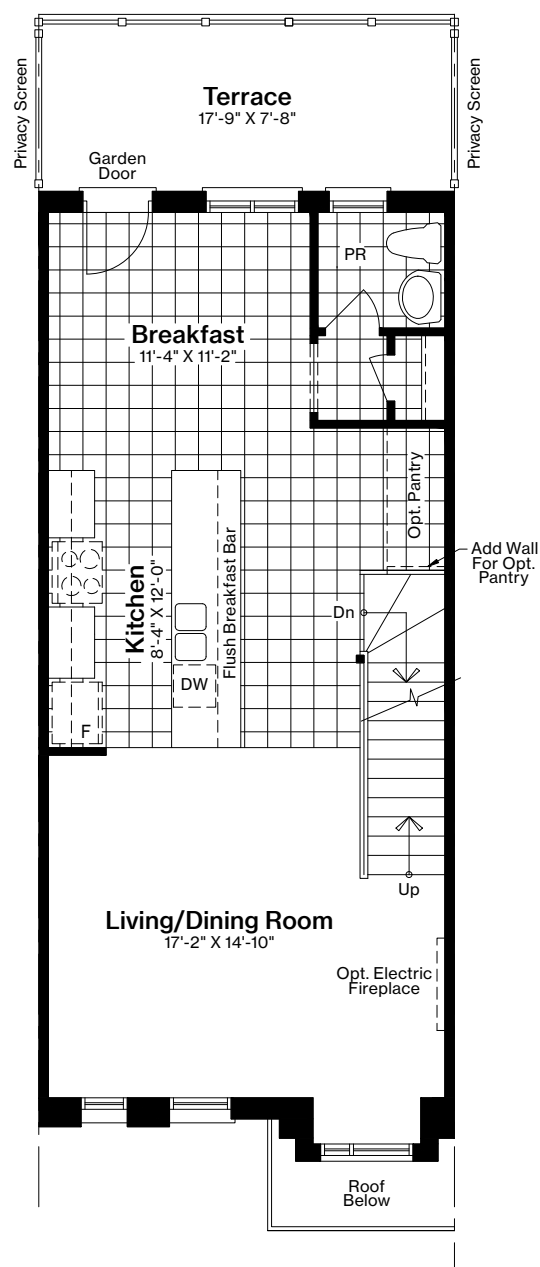 Privacy Screen
Terrace
17'-9" X 7'-8"
Privacy Screen
Garden
Door
PR
Breakfast
11'-4" X 11'-2"
Opt. Pantry
Add Wall
For Opt.
Pantry
Kitchen
8'-4" X 12'-0"
Flush Breakfast Bar
Dn
DW
F
Up
Living/Dining Room
17'-2" X 14'-10"
Opt. Electric
Fireplace
Roof
Below